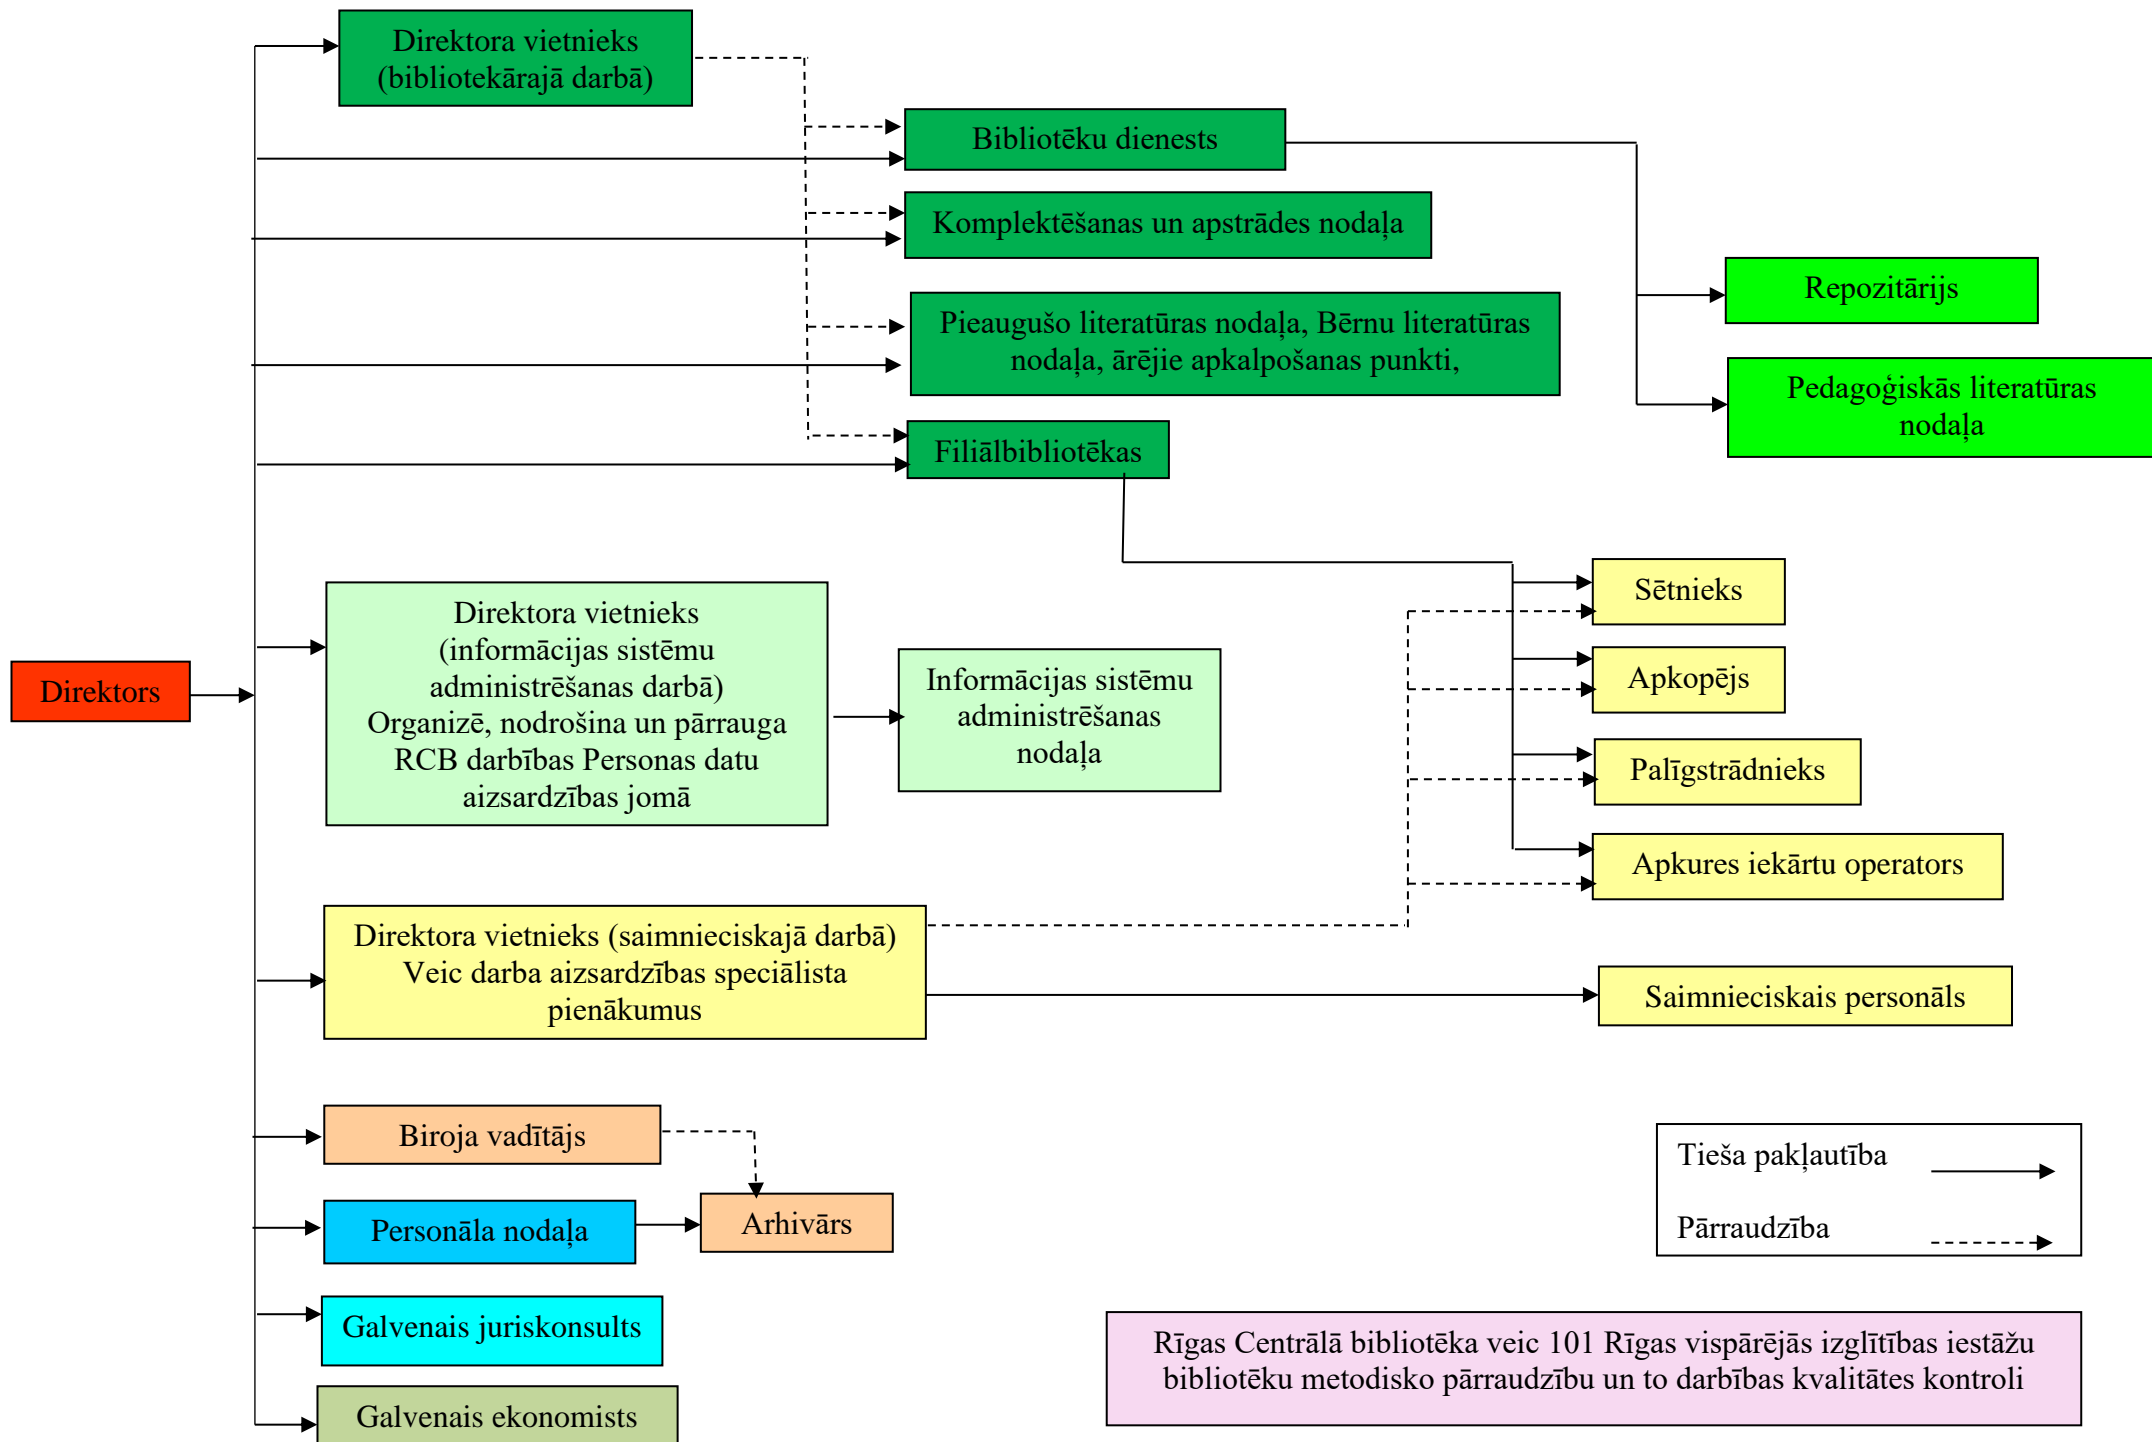 Direktora vietnieks
(bibliotekārajā darbā)
Bibliotēku dienests
Komplektēšanas un apstrādes nodaļa
Repozitārijs
Pieaugušo literatūras nodaļa, Bērnu literatūras
nodaļa, ārējie apkalpošanas punkti,
Pedagoģiskās literatūras
nodaļa
Filiālbibliotēkas
Direktors
Direktora vietnieks
(informācijas sistēmu
administrēšanas darbā)
Organizē, nodrošina un pārrauga
RCB darbības Personas datu
aizsardzības jomā
Informācijas sistēmu
administrēšanas
nodaļa
Sētnieks
Apkopējs
Palīgstrādnieks
Apkures iekārtu operators
Direktora vietnieks (saimnieciskajā darbā)
Veic darba aizsardzības speciālista
pienākumus
Saimnieciskais personāls
Biroja vadītājs
Personāla nodaļa
Arhivārs
Galvenais juriskonsults
Galvenais ekonomists
Tieša pakļautība
Pārraudzība
Rīgas Centrālā bibliotēka veic 101 Rīgas vispārējās izglītības iestāžu
bibliotēku metodisko pārraudzību un to darbības kvalitātes kontroli